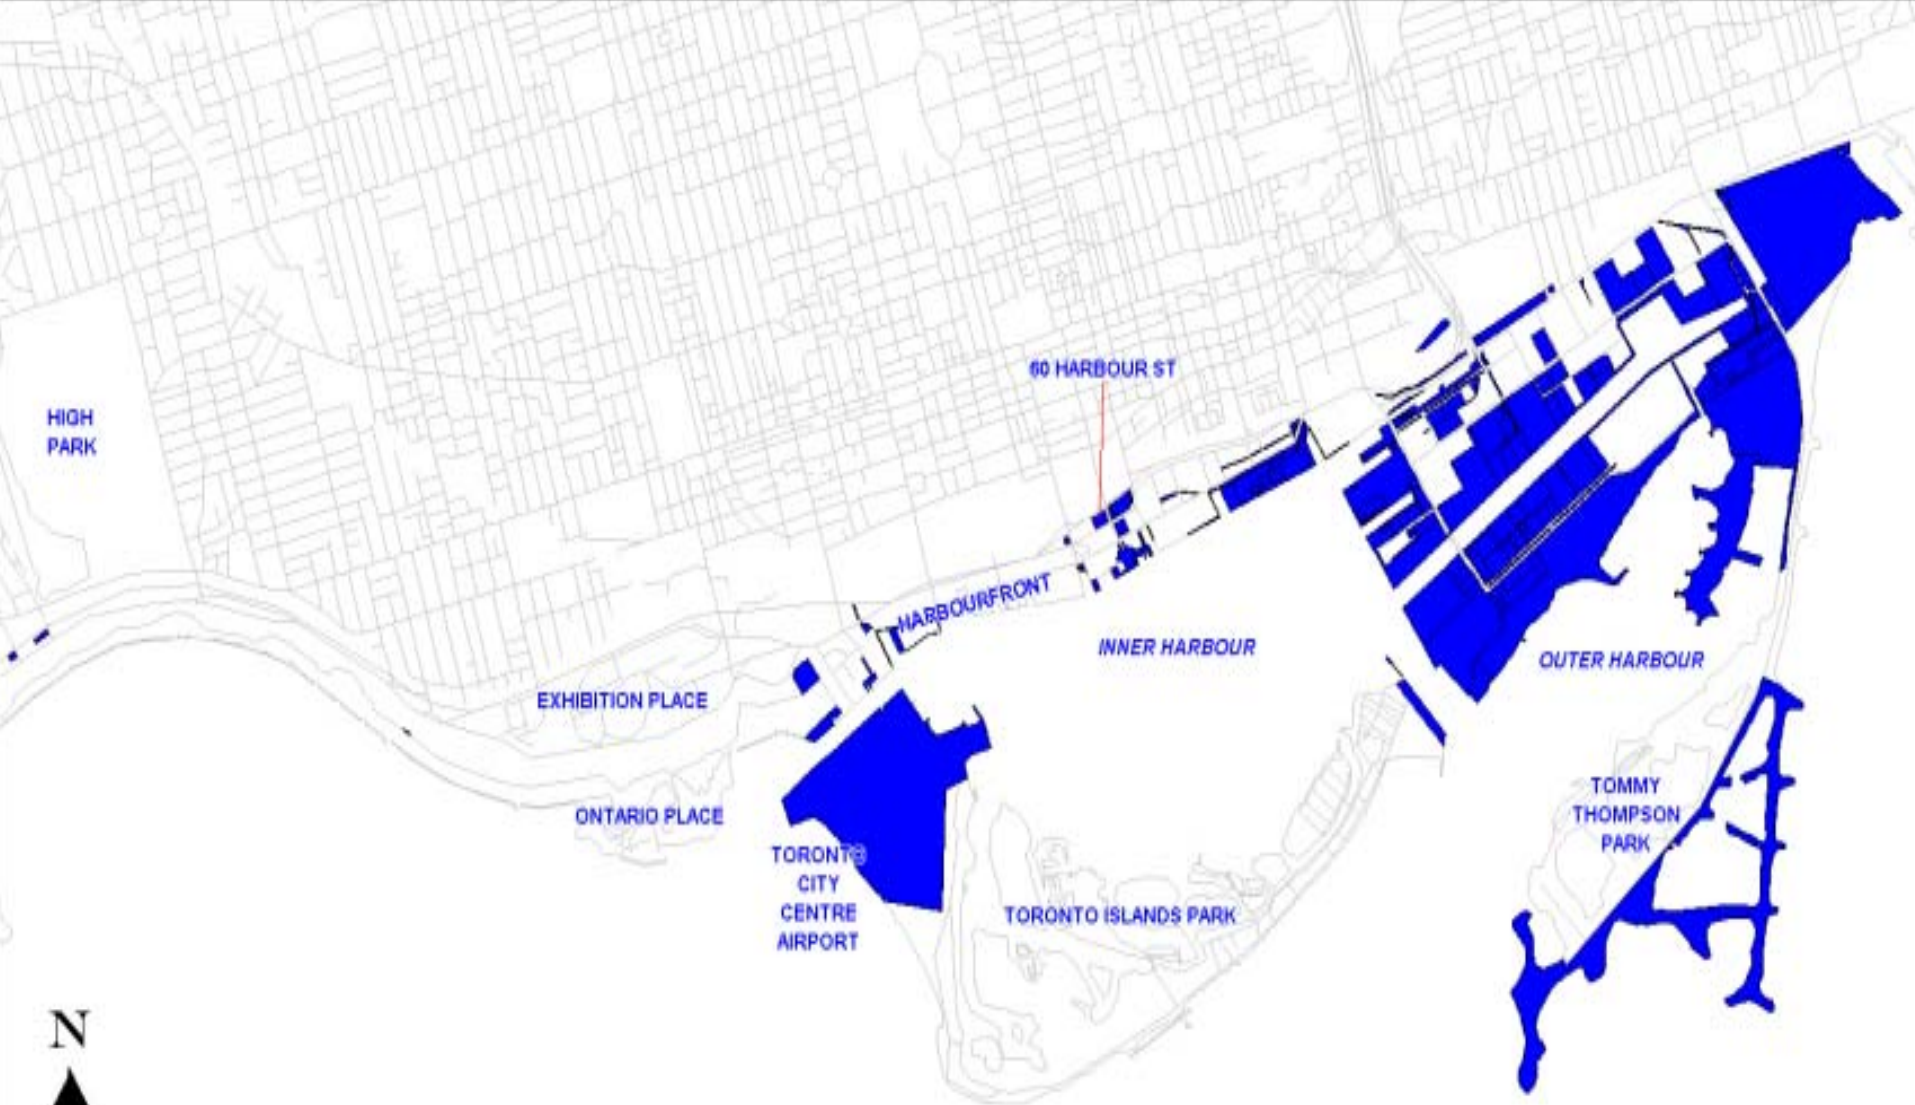 60 HARBOUR ST
HIGH
PARK
HARBOURFRONT
INNER HARBOUR
OUTER HARBOUR
EXHIBITION PLACE
ONTARIO PLACE
TOMMY
THOMPSON
PARK
TORONTO
CITY
CENTRE
AIRPORT
TORONTO ISLANDS PARK
N